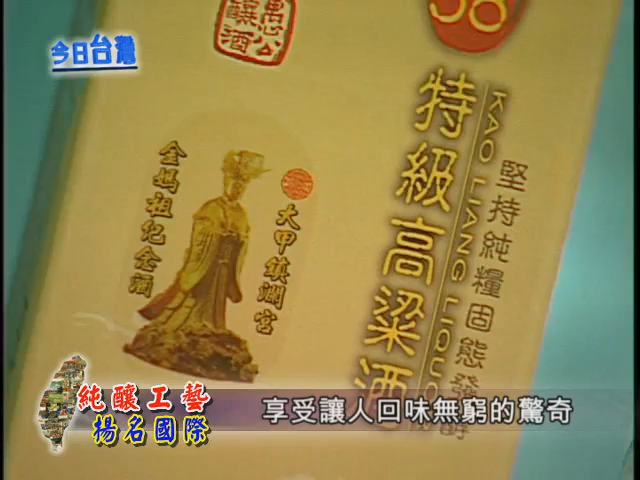 今日台灣
愚公
釀酒
58
特級高粱酒
KAO LIANG LIQUO
堅持純糧固態發酵
金媽祖紀念酒
大甲鎮瀾宮
純釀工藝
揚名國際
享受讓人回味無窮的驚奇